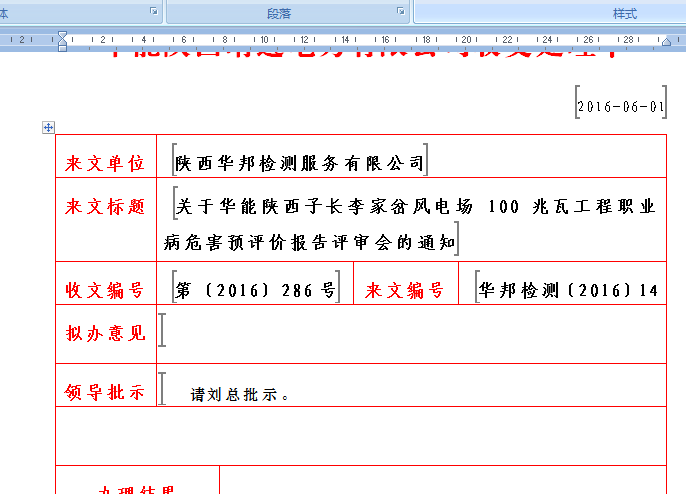 体 段落 样式
2 2 4 6 8 10 12 14 16 18 20 22 24 26 28
2016-06-01
来文单位 陕西华邦检测服务有限公司
来文标题 关于华能陕西子长李家岔风电场 100 兆瓦工程职业
病危害预评价报告评审会的通知
收文编号 第〔2016〕286号 来文编号 华邦检测〔2016〕14
拟办意见
领导批示 请刘总批示。
办理结果